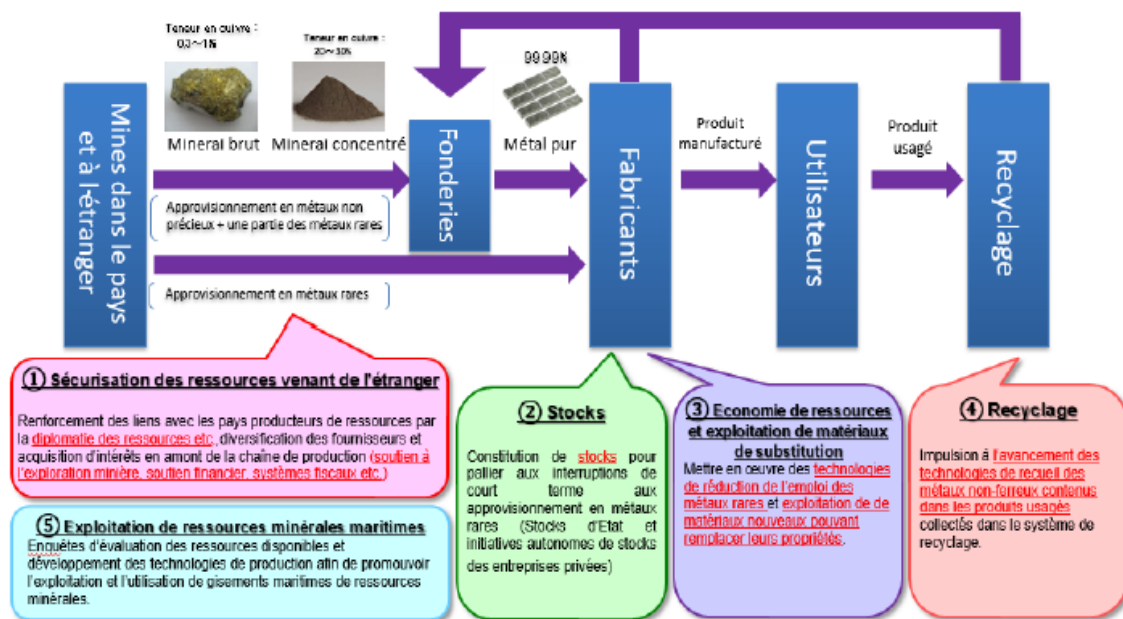 Teneur en cuivre :
0,3～1%
Teneur en cuivre :
20～30%
99.99%
Mines dans le pays
et à l'étranger
Minerai brut
Minerai concentré
Fonderies
Métal pur
Fabricants
Produit
manufacturé
Utilisateurs
Produit
usagé
Recyclage
Approvisionnement en métaux non
précieux + une partie des métaux rares
Approvisionnement en métaux rares
① Sécurisation des ressources venant de l'étranger
Renforcement des liens avec les pays producteurs de ressources par
la diplomatie des ressources etc., diversification des fournisseurs et
acquisition d'intérêts en amont de la chaîne de production (soutien à
l'exploration minière, soutien financier, systèmes fiscaux etc.)
⑤ Exploitation de ressources minérales maritimes
Enquêtes d'évaluation des ressources disponibles et
développement des technologies de production afin de promouvoir
l'exploitation et l'utilisation de gisements maritimes de ressources
minérales.
② Stocks
Constitution de stocks pour
pallier aux interruptions de
court terme aux
approvisionnement en métaux
rares (Stocks d'Etat et
initiatives autonomes de stocks
des entreprises privées)
③ Economie de ressources
et exploitation de matériaux
de substitution
Mettre en œuvre des technologies
de réduction de l'emploi des
métaux rares et exploitation de de
matériaux nouveaux pouvant
remplacer leurs propriétés.
④ Recyclage
Impulsion à l'avancement des
technologies de recueil des
métaux non-ferreux contenus
dans les produits usagés
collectés dans le système de
recyclage.